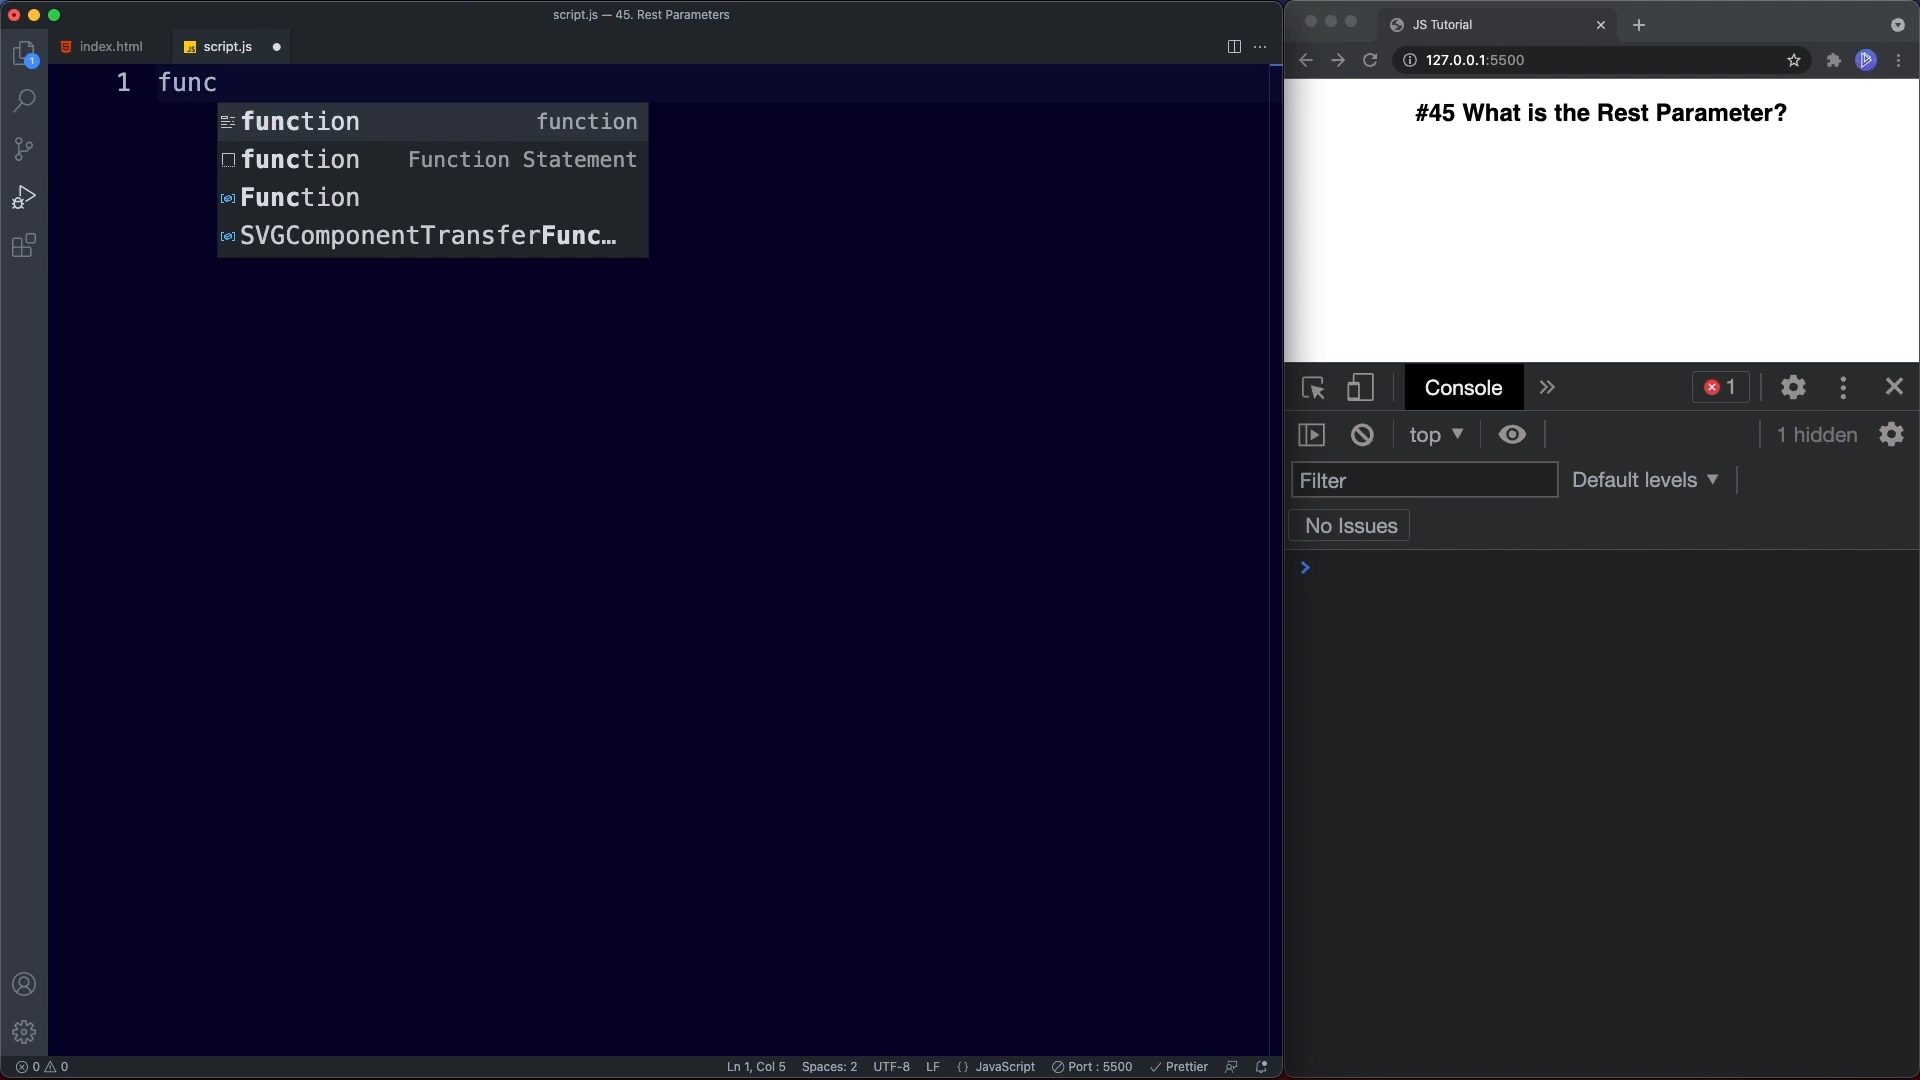 script.js — 45. Rest Parameters
index.html
script.js
1
1 func
function function
function Function Statement
Function
SVGComponentTransferFunc…
0 0
Ln 1, Col 5 Spaces: 2 UTF-8 LF {} JavaScript Port : 5500 Prettier
JS Tutorial
127.0.0.1:5500
#45 What is the Rest Parameter?
Console 1
top 1 hidden
Filter Default levels
No Issues